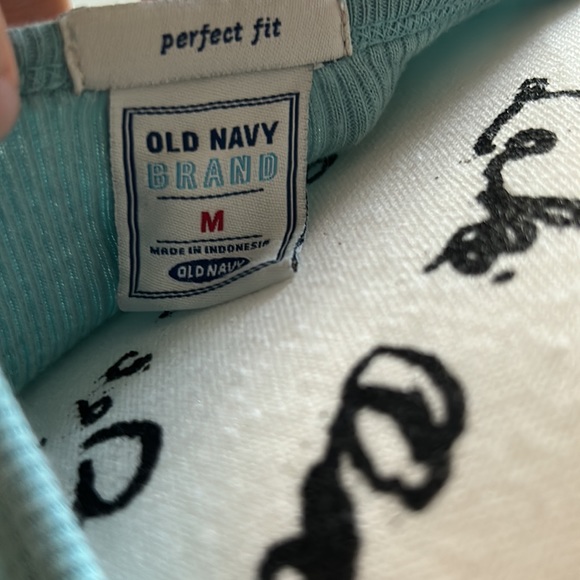 perfect fit
OLD NAVY
BRAND
M
MADE IN INDONESIA
OLD NAVY